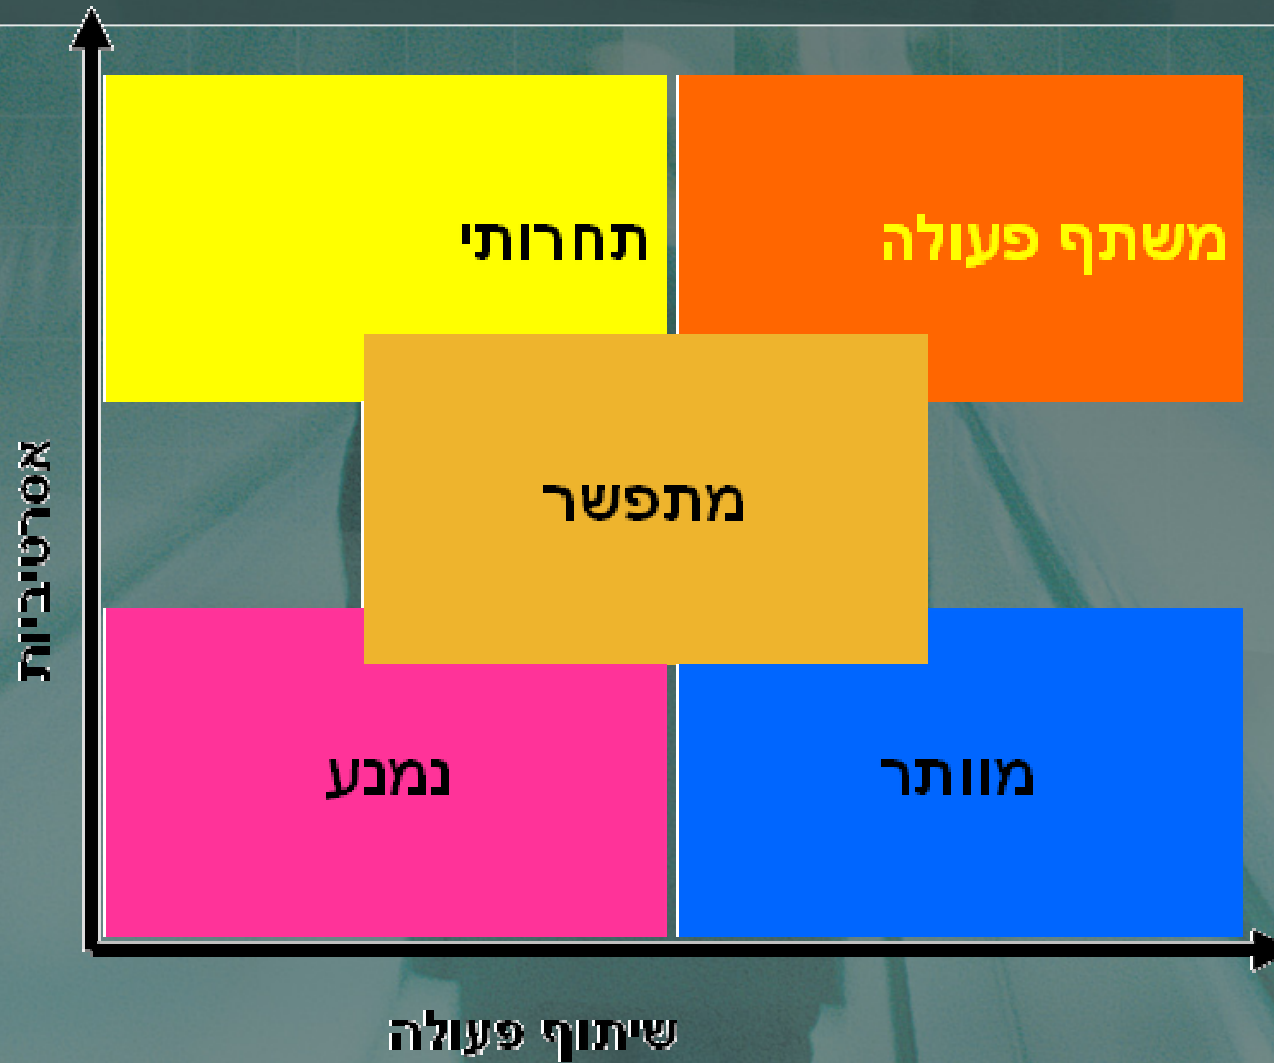 משתף פעולה
תחרותי
מתפשר
מוותר
נמנע
אסרטיביות
שיתוף פעולה